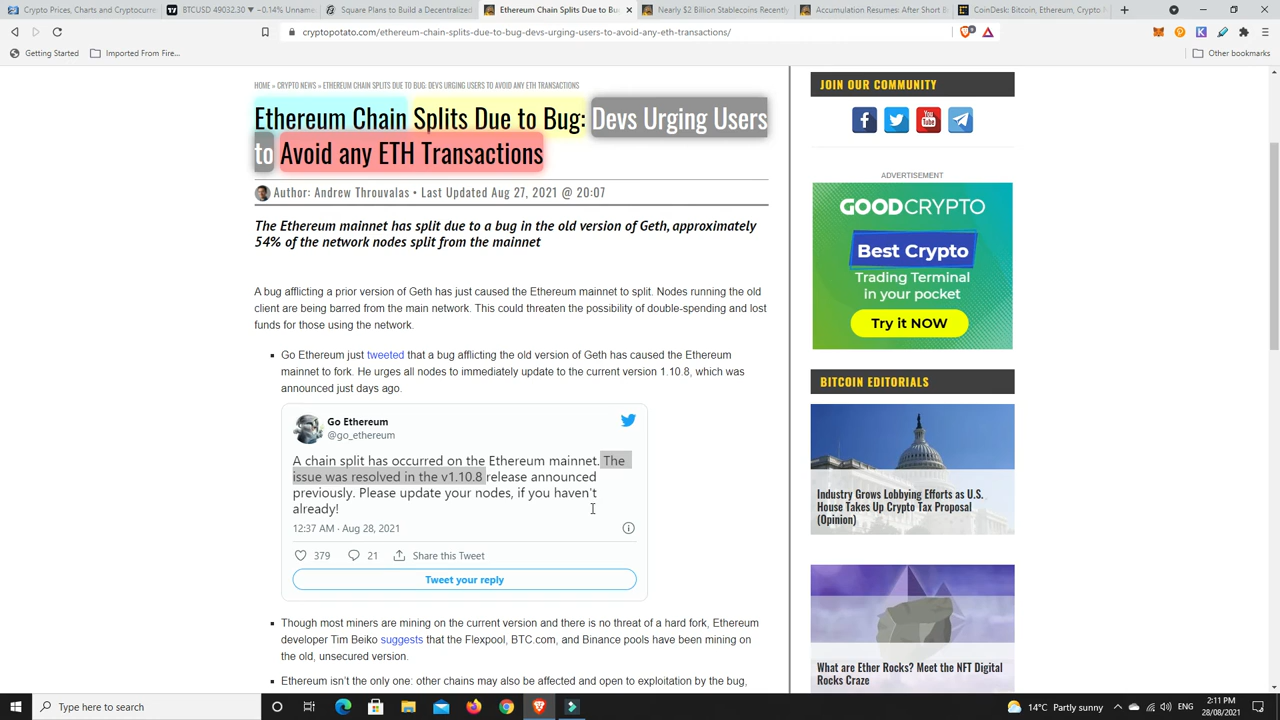 Crypto Prices, Charts and Cryptocurr
BTCUSD 49032.30 −0.14% Unname
Square Plans to Build a Decentralized
Ethereum Chain Splits Due to Bu
Nearly $2 Billion Stablecoins Recently
Accumulation Resumes: After Short B
CoinDesk: Bitcoin, Ethereum, Crypto
cryptopotato.com/ethereum-chain-splits-due-to-bug-devs-urging-users-to-avoid-any-eth-transactions/
Getting Started
Imported From Fire...
Other bookmarks
HOME » CRYPTO NEWS » ETHEREUM CHAIN SPLITS DUE TO BUG: DEVS URGING USERS TO AVOID ANY ETH TRANSACTIONS
Ethereum Chain Splits Due to Bug: Devs Urging Users
to Avoid any ETH Transactions
Author: Andrew Throuvalas • Last Updated Aug 27, 2021 @ 20:07
The Ethereum mainnet has split due to a bug in the old version of Geth, approximately
54% of the network nodes split from the mainnet
A bug afflicting a prior version of Geth has just caused the Ethereum mainnet to split. Nodes running the old
client are being barred from the main network. This could threaten the possibility of double-spending and lost
funds for those using the network.
Go Ethereum just tweeted that a bug afflicting the old version of Geth has caused the Ethereum
mainnet to fork. He urges all nodes to immediately update to the current version 1.10.8, which was
announced just days ago.
Go Ethereum
@go_ethereum
A chain split has occurred on the Ethereum mainnet. The
issue was resolved in the v1.10.8 release announced
previously. Please update your nodes, if you haven't
already!
12:37 AM · Aug 28, 2021
379
21
Share this Tweet
Tweet your reply
Though most miners are mining on the current version and there is no threat of a hard fork, Ethereum
developer Tim Beiko suggests that the Flexpool, BTC.com, and Binance pools have been mining on
the old, unsecured version.
Ethereum isn't the only one: other chains may also be affected and open to exploitation by the bug,
JOIN OUR COMMUNITY
You
Tube
ADVERTISEMENT
GOODCRYPTO
Best Crypto
Trading Terminal
in your pocket
Try it NOW
BITCOIN EDITORIALS
Industry Grows Lobbying Efforts as U.S.
House Takes Up Crypto Tax Proposal
(Opinion)
What are Ether Rocks? Meet the NFT Digital
Rocks Craze
Type here to search
14°C Partly sunny
2:11 PM
28/08/2021